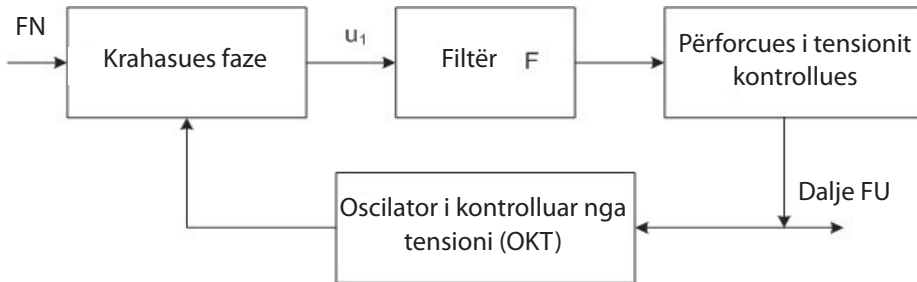 FN
Krahasues faze
u₁
Filtër F
Përforcues i tensionit
kontrollues
Dalje FU
Oscilator i kontrolluar nga
tensioni (OKT)